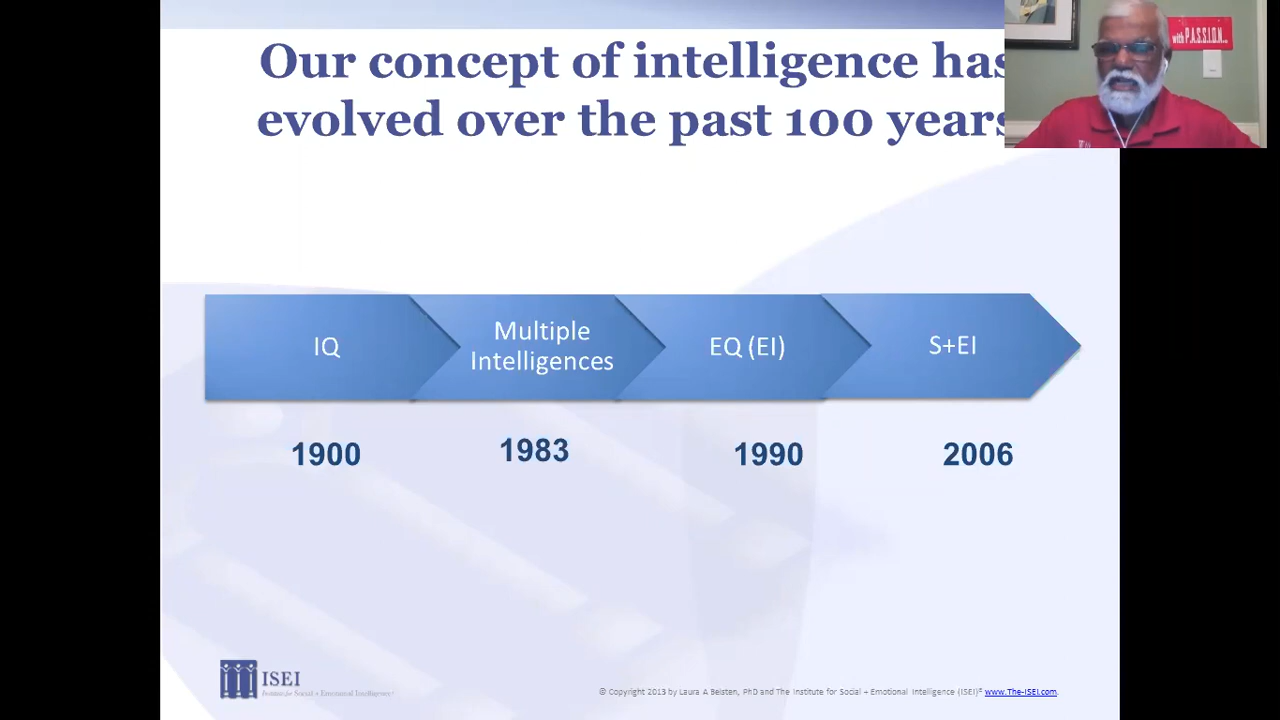 Our concept of intelligence has
evolved over the past 100 years
with P.A.S.S.I.O.N...
IQ
Multiple
Intelligences
EQ (EI)
S+EI
1900
1983
1990
2006
ISEI
Institute for Social + Emotional Intelligence
© Copyright 2013 by Laura A Belsten, PhD and The Institute for Social + Emotional Intelligence (ISEI)® www.The-ISEI.com.